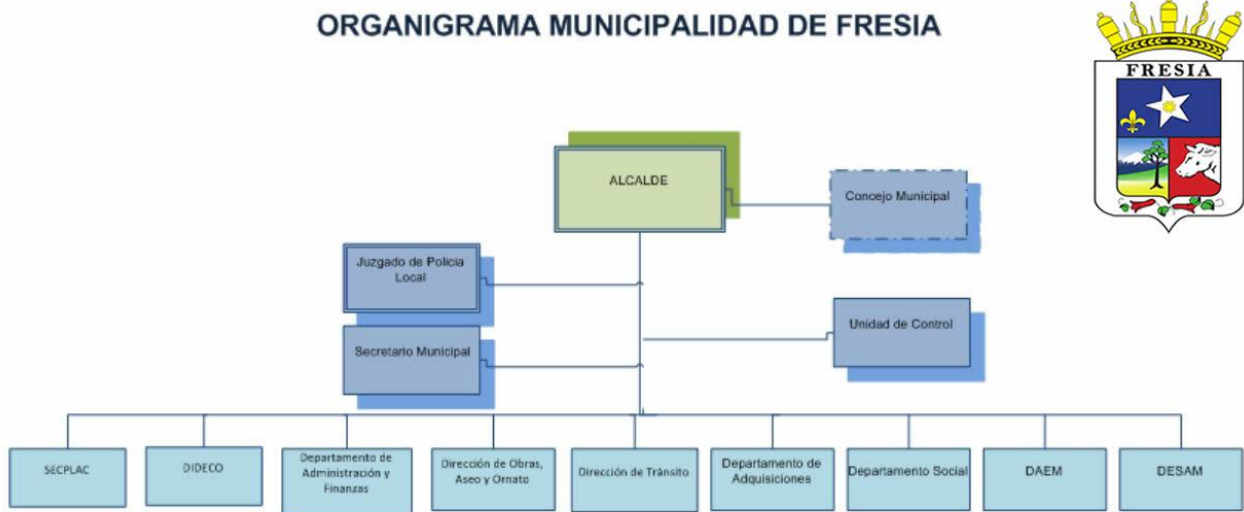 ORGANIGRAMA MUNICIPALIDAD DE FRESIA
FRESIA
ALCALDE
Concejo Municipal
Juzgado de Policia
Local
Unidad de Control
Secretario Municipal
SECPLAC
DIDECO
Departamento de
Administración y
Finanzas
Dirección de Obras,
Aseo y Ornato
Dirección de Tránsito
Departamento de
Adquisiciones
Departamento Social
DAEM
DESAM